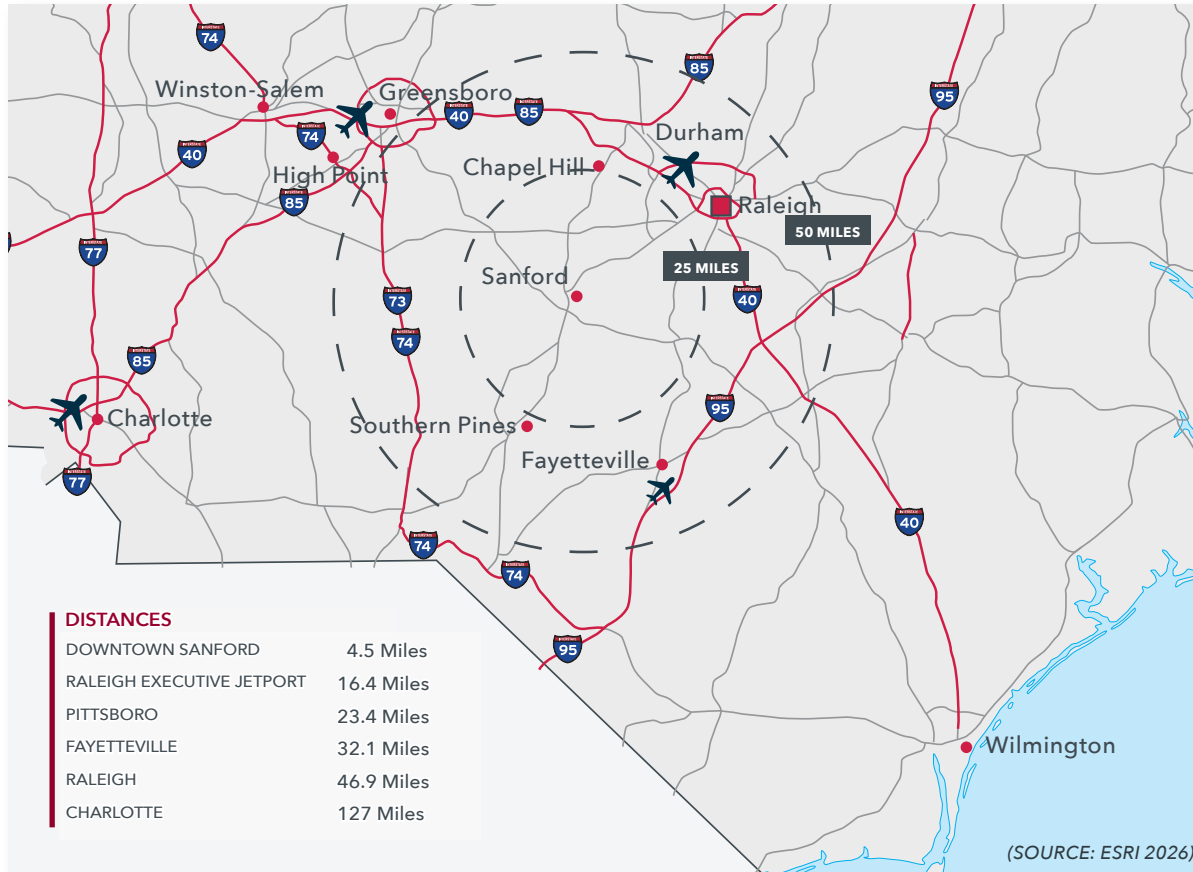 74
85
95
Winston-Salem
Greensboro
40
85
74
Durham
40
Chapel Hill
High Point
85
Raleigh
50 MILES
77
25 MILES
Sanford
73
40
74
85
95
Charlotte
Southern Pines
Fayetteville
77
40
74
74
95
DISTANCES
DOWNTOWN SANFORD 4.5 Miles
RALEIGH EXECUTIVE JETPORT 16.4 Miles
PITTSBORO 23.4 Miles
FAYETTEVILLE 32.1 Miles
RALEIGH 46.9 Miles
CHARLOTTE 127 Miles
Wilmington
(SOURCE: ESRI 2026)